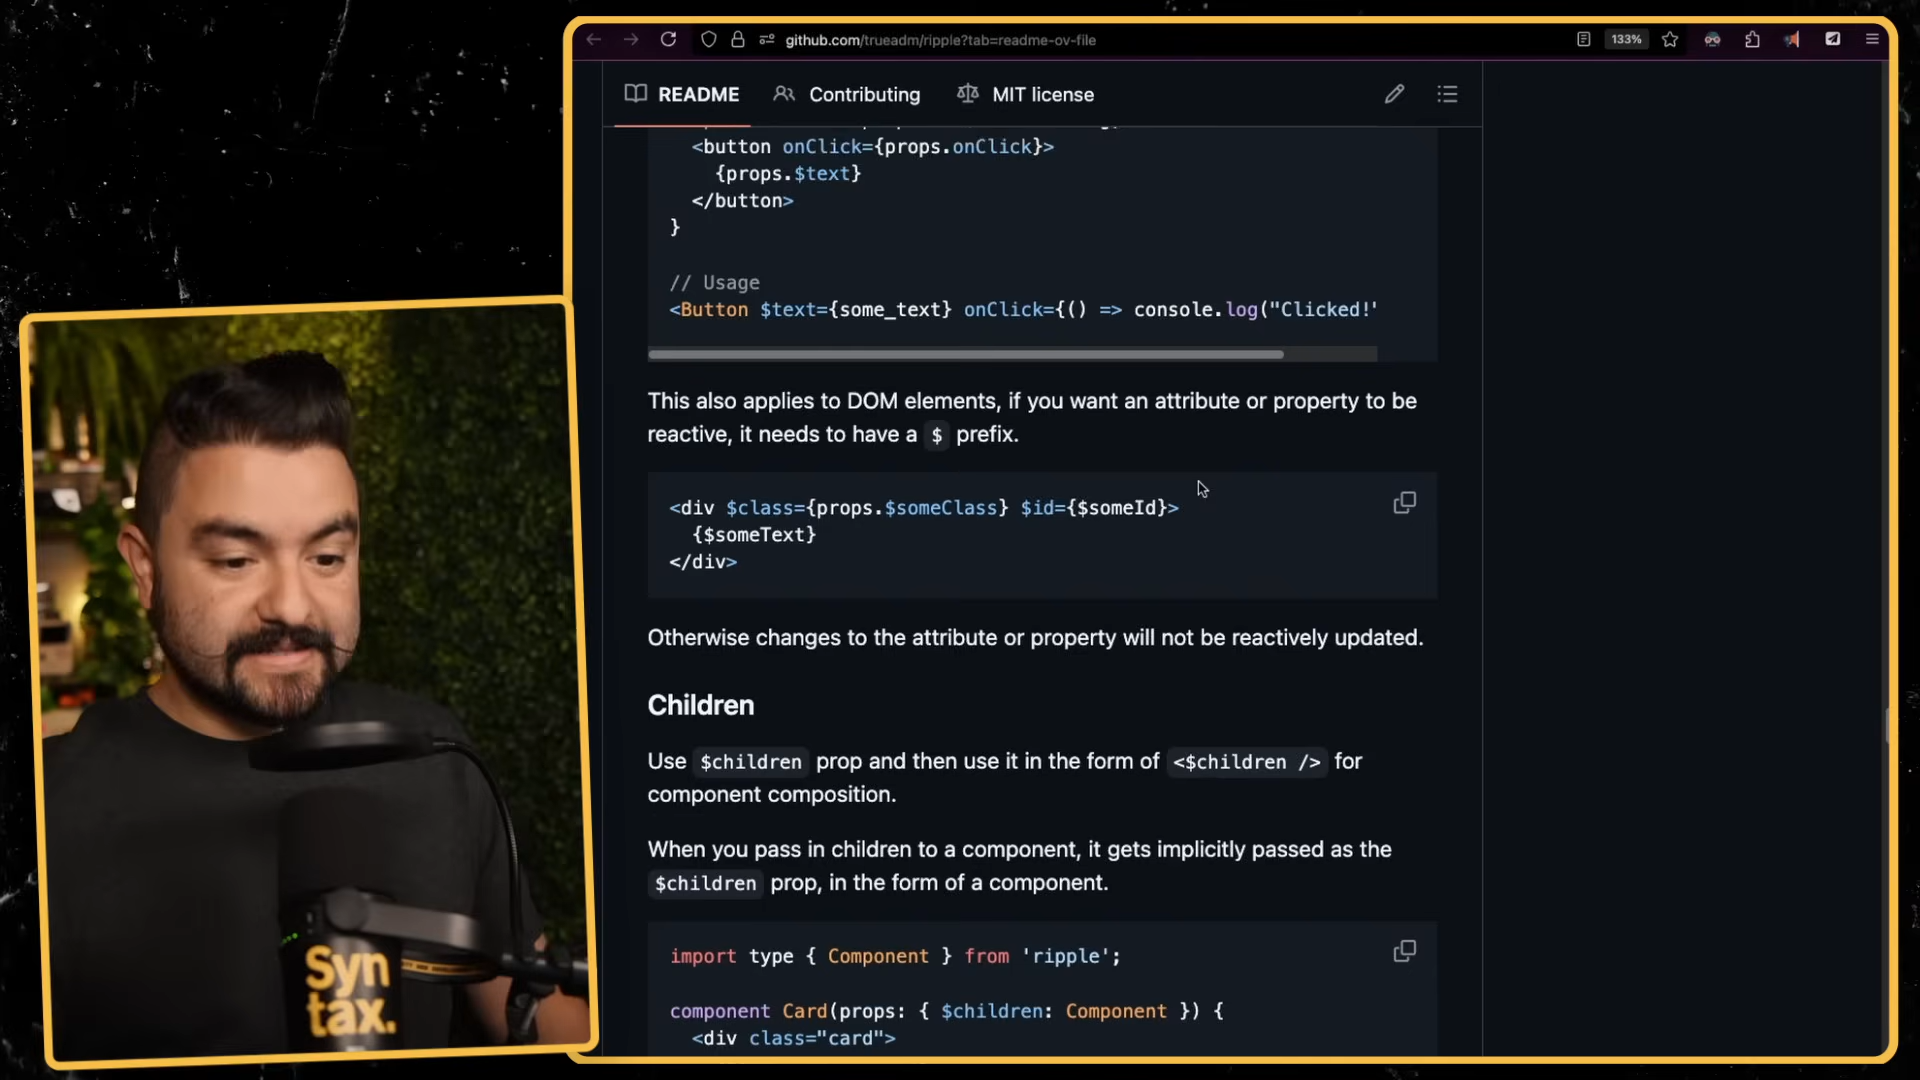 github.com/trueadm/ripple?tab=readme-ov-file
133%
README
Contributing
MIT license
<button onClick={props.onClick}>
{props.$text}
</button>
}
// Usage
<Button $text={some_text} onClick={() => console.log("Clicked!"
This also applies to DOM elements, if you want an attribute or property to be
reactive, it needs to have a $ prefix.
<div $class={props.$someClass} $id={$someId}>
{$someText}
</div>
Otherwise changes to the attribute or property will not be reactively updated.
Children
Use $children prop and then use it in the form of <$children /> for
component composition.
When you pass in children to a component, it gets implicitly passed as the
$children prop, in the form of a component.
import type { Component } from 'ripple';
component Card(props: { $children: Component }) {
<div class="card">
Syn
tax.